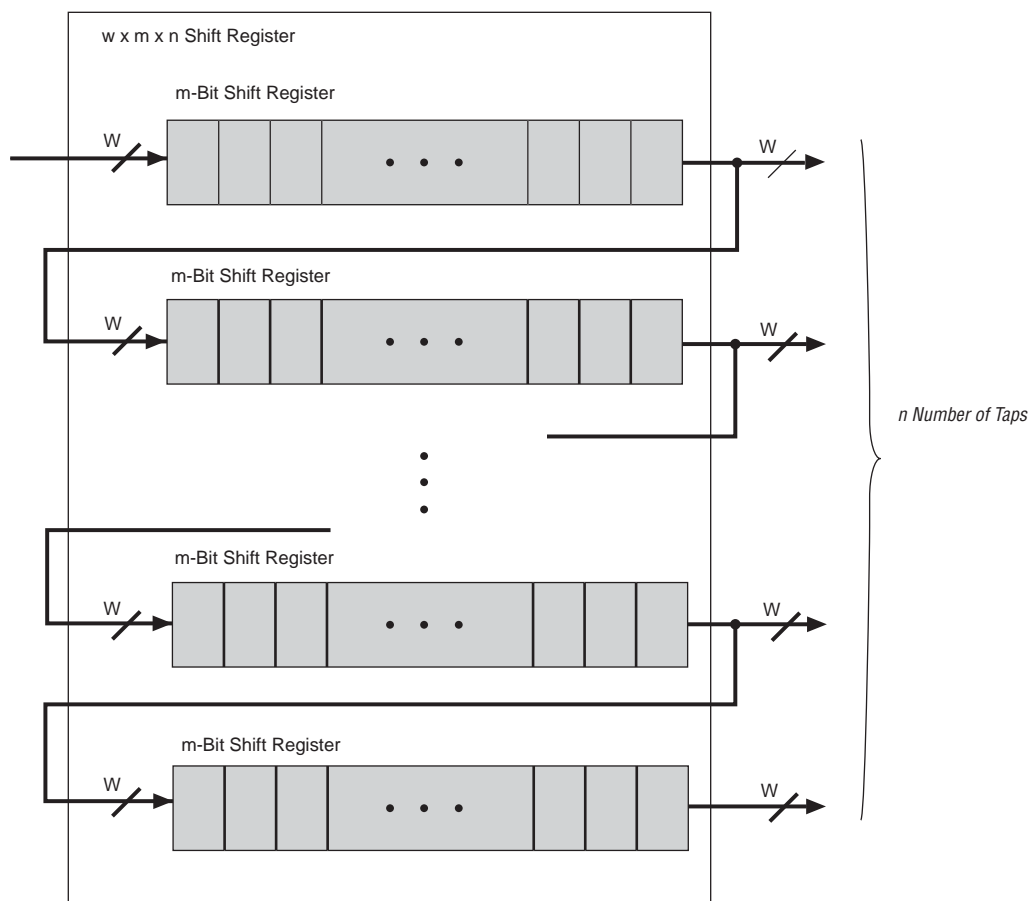 w x m x n Shift Register
m-Bit Shift Register
W
W
m-Bit Shift Register
W
W
n Number of Taps
m-Bit Shift Register
W
W
m-Bit Shift Register
W
W